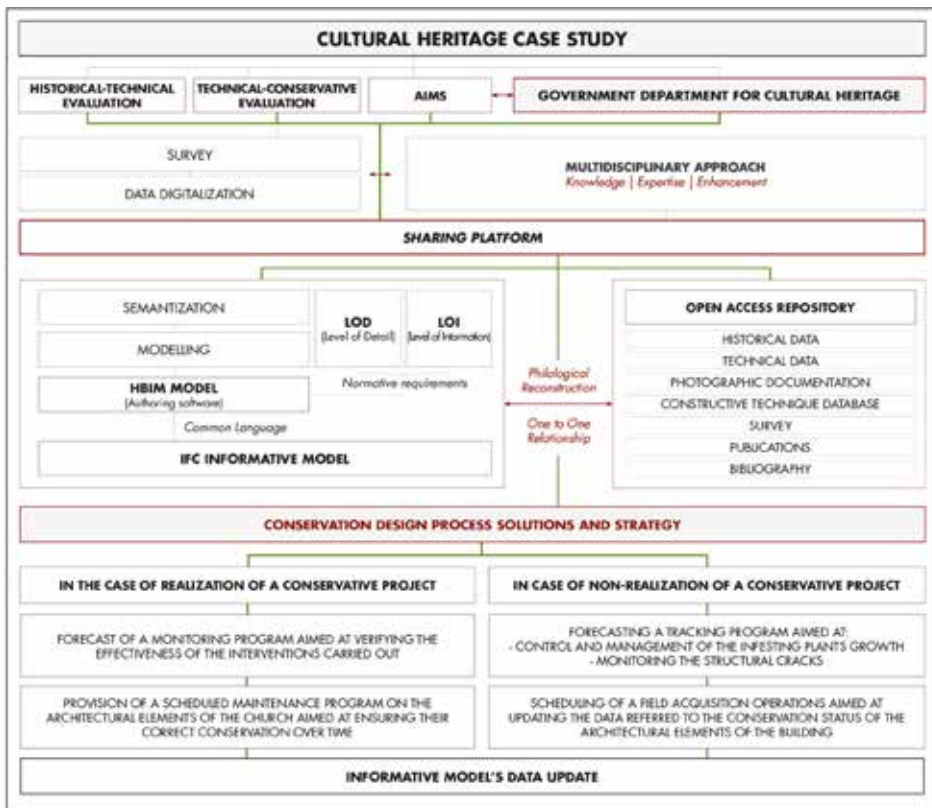 CULTURAL HERITAGE CASE STUDY
HISTORICAL-TECHNICAL
EVALUATION
TECHNICAL-CONSERVATIVE
EVALUATION
AIMS
GOVERNMENT DEPARTMENT FOR CULTURAL HERITAGE
SURVEY
DATA DIGITALIZATION
MULTIDISCIPLINARY APPROACH
Knowledge | Expertise | Enhancement
SHARING PLATFORM
SEMANTIZATION
MODELLING
HBIM MODEL
(Authoring software)
Common Language
IFC INFORMATIVE MODEL
LOD
(Level of Detail)
LOI
(Level of Information)
Normative requirements
Philological
Reconstruction
One to One
Relationship
OPEN ACCESS REPOSITORY
HISTORICAL DATA
TECHNICAL DATA
PHOTOGRAPHIC DOCUMENTATION
CONSTRUCTIVE TECHNIQUE DATABASE
SURVEY
PUBLICATIONS
BIBLIOGRAPHY
CONSERVATION DESIGN PROCESS SOLUTIONS AND STRATEGY
IN THE CASE OF REALIZATION OF A CONSERVATIVE PROJECT
FORECAST OF A MONITORING PROGRAM AIMED AT VERIFYING THE
EFFECTIVENESS OF THE INTERVENTIONS CARRIED OUT
PROVISION OF A SCHEDULED MAINTENANCE PROGRAM ON THE
ARCHITECTURAL ELEMENTS OF THE CHURCH AIMED AT ENSURING THEIR
CORRECT CONSERVATION OVER TIME
IN CASE OF NON-REALIZATION OF A CONSERVATIVE PROJECT
FORECASTING A TRACKING PROGRAM AIMED AT:
- CONTROL AND MANAGEMENT OF THE INFESTING PLANTS GROWTH
- MONITORING THE STRUCTURAL CRACKS
SCHEDULING OF A FIELD ACQUISITION OPERATIONS AIMED AT
UPDATING THE DATA REFERRED TO THE CONSERVATION STATUS OF THE
ARCHITECTURAL ELEMENTS OF THE BUILDING
INFORMATIVE MODEL'S DATA UPDATE